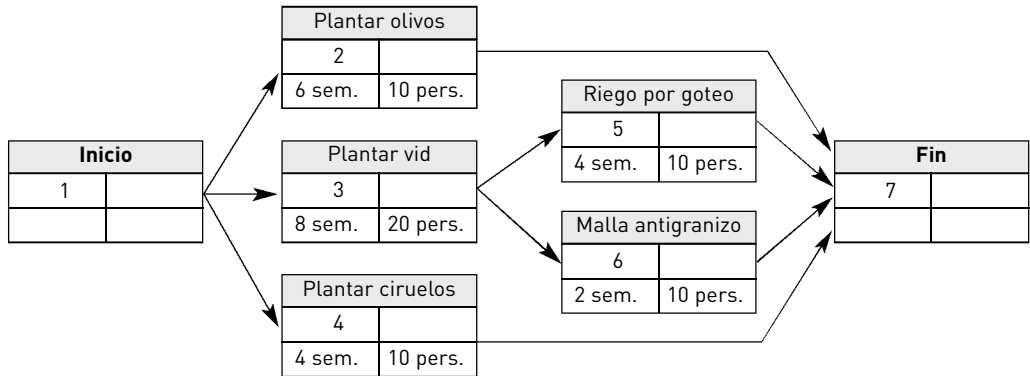 Inicio
1
Plantar olivos
2
6 sem. 10 pers.
Plantar vid
3
8 sem. 20 pers.
Plantar ciruelos
4
4 sem. 10 pers.
Riego por goteo
5
4 sem. 10 pers.
Malla antigranizo
6
2 sem. 10 pers.
Fin
7